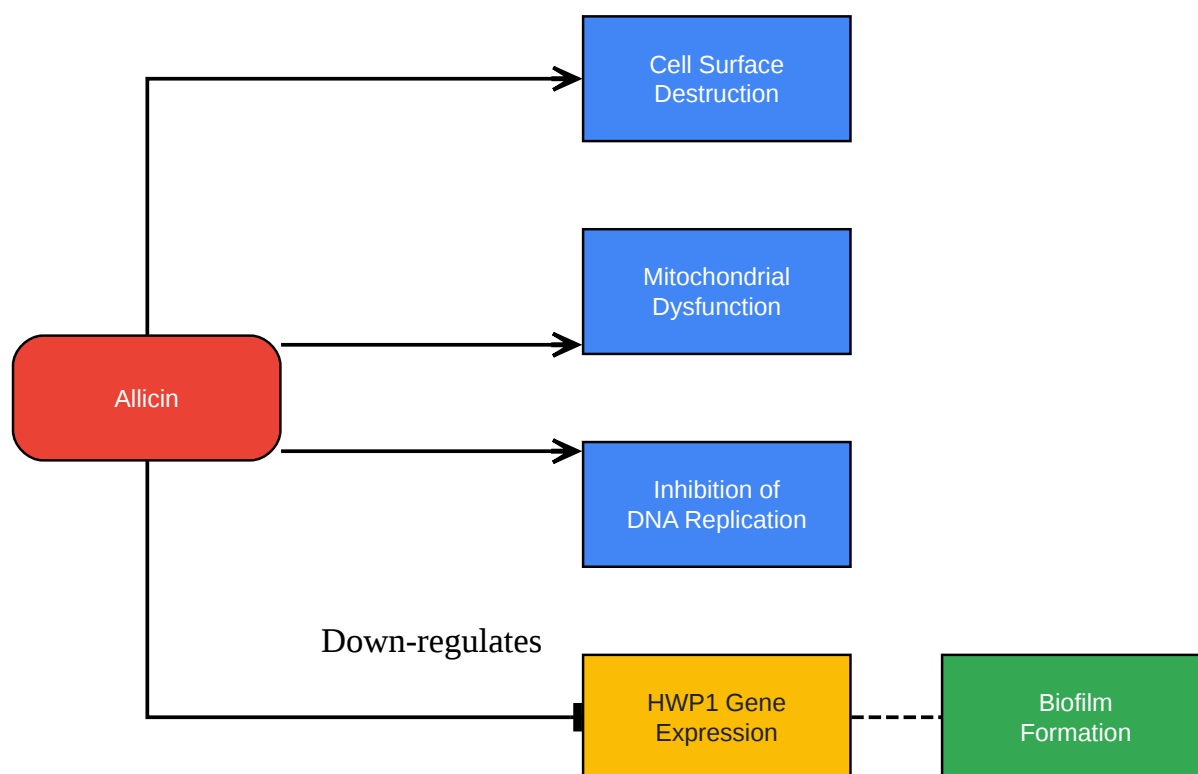 Cell Surface
Destruction
Mitochondrial
Dysfunction
Allicin
Inhibition of
DNA Replication
Down-regulates
HWP1 Gene
Expression
Biofilm
Formation